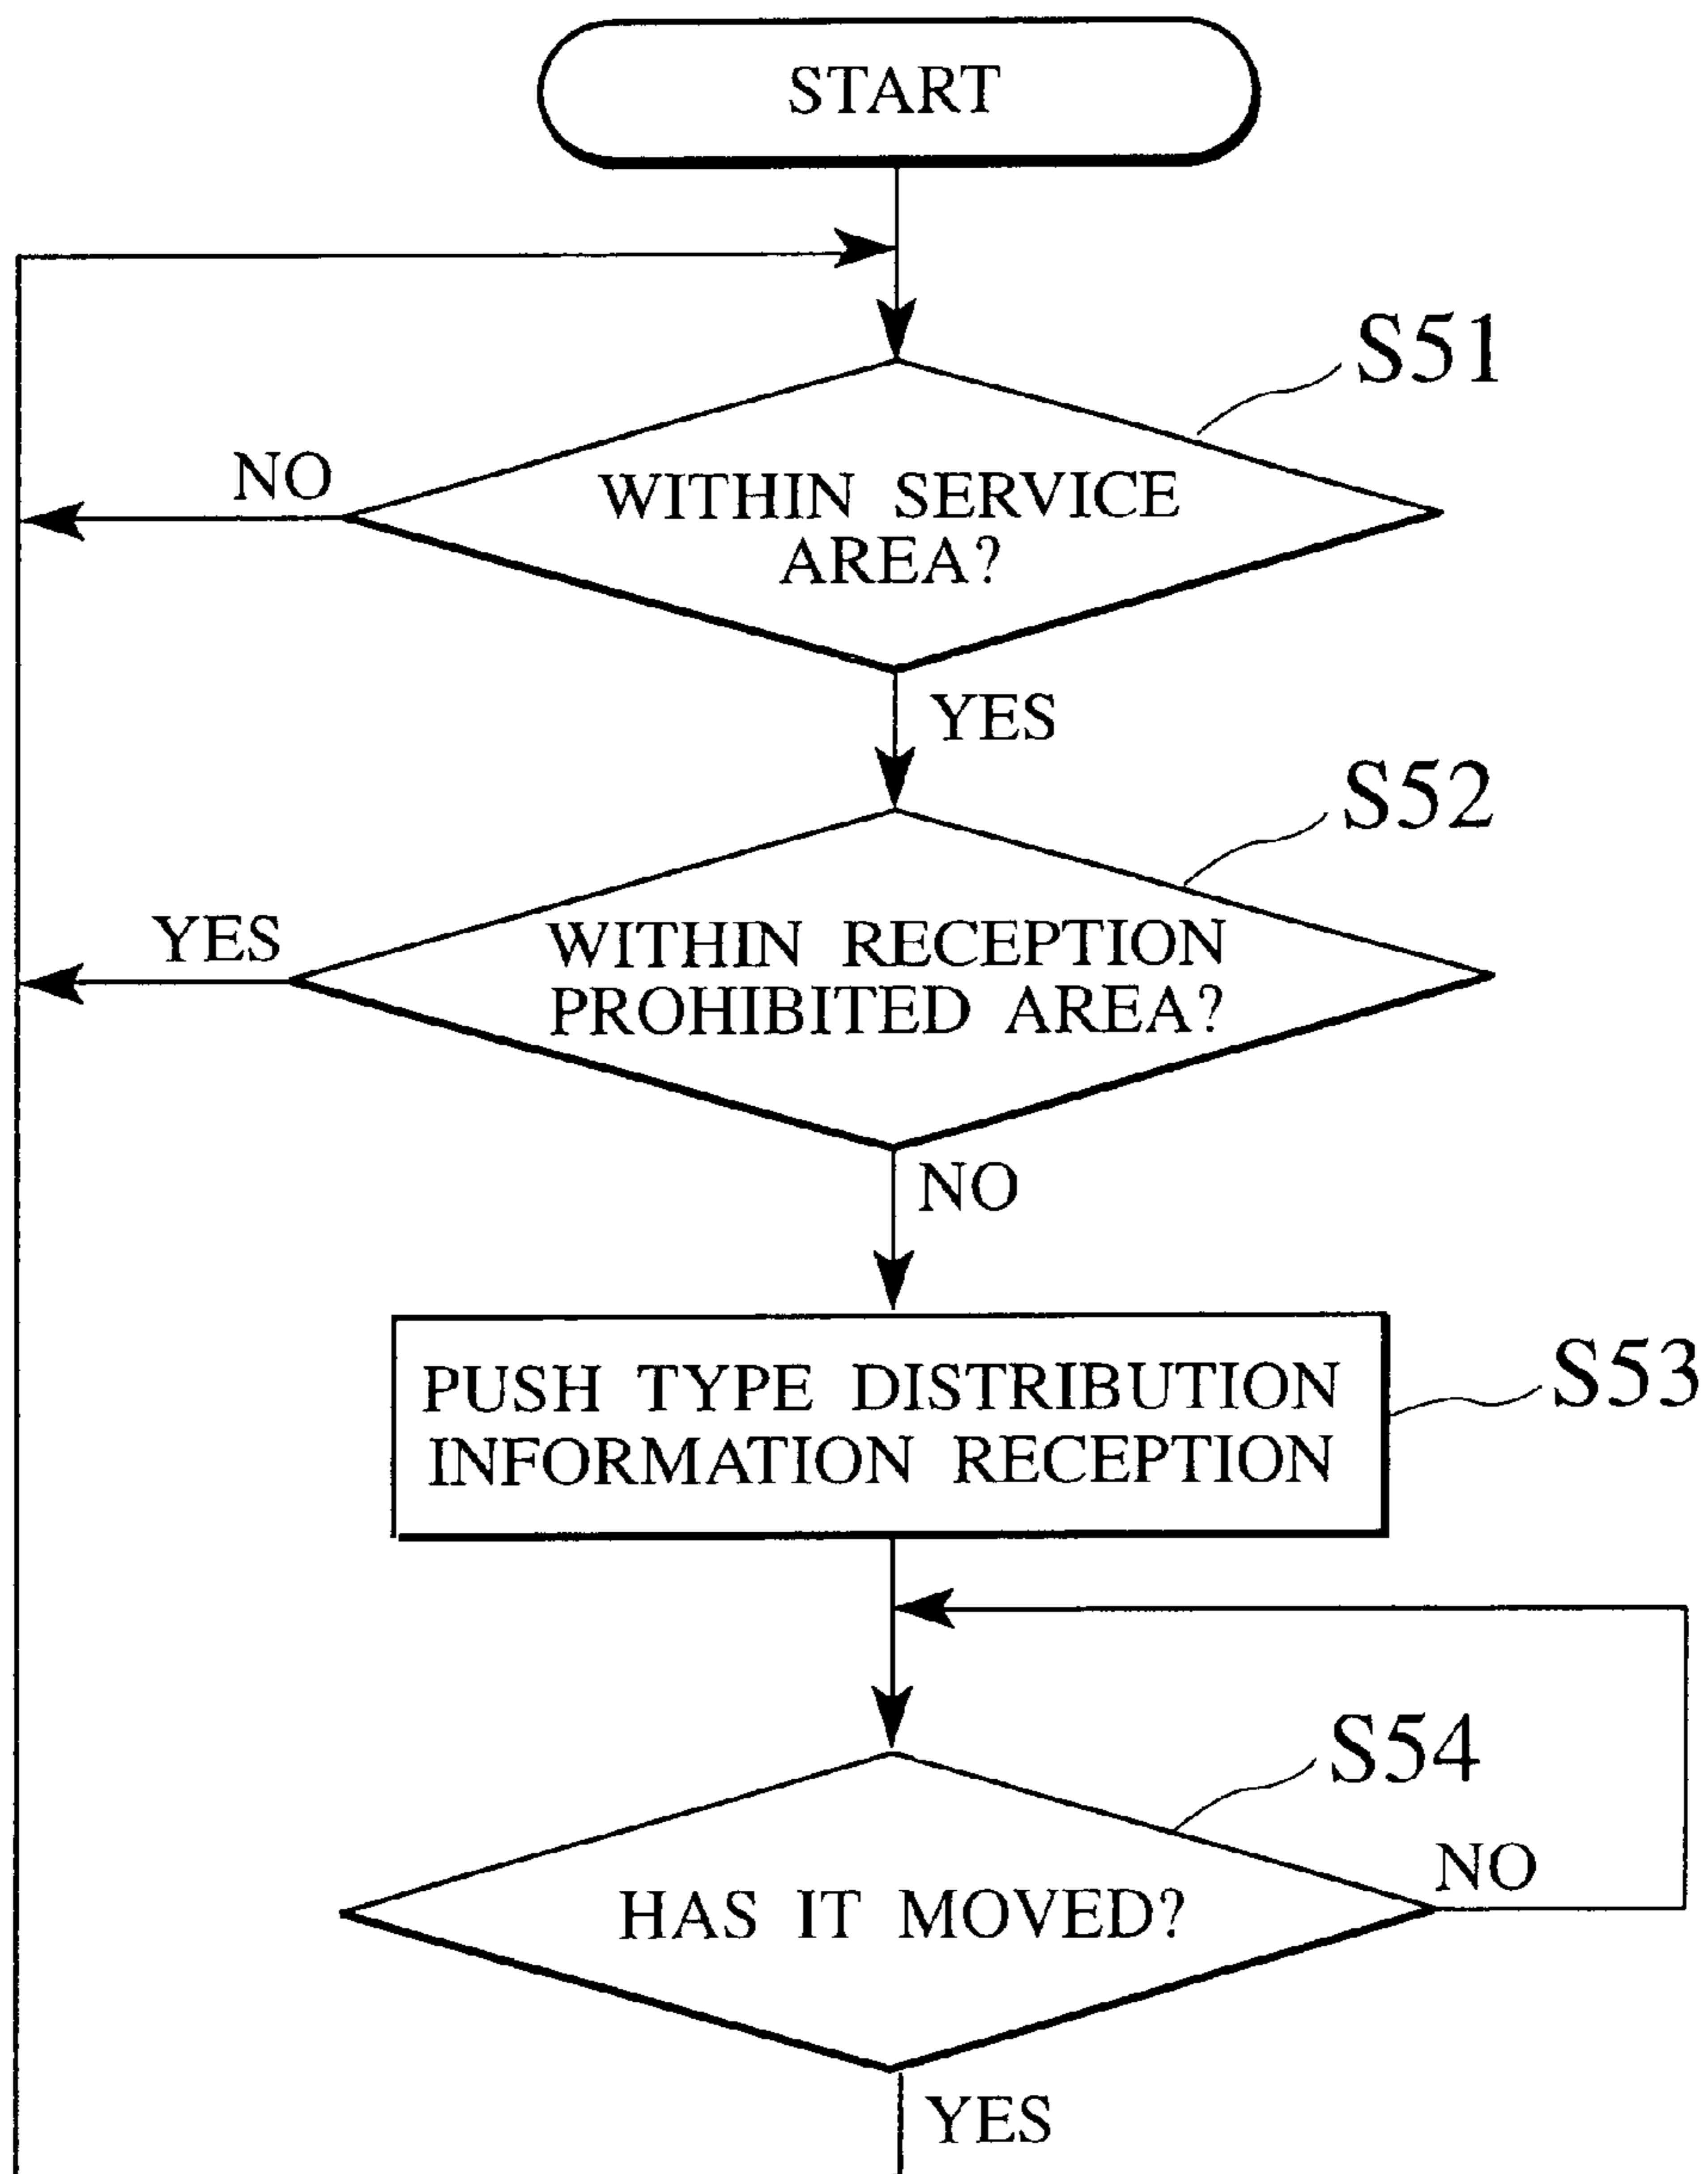 START
S51
NO
WITHIN SERVICE
AREA?
YES
S52
YES
WITHIN RECEPTION
PROHIBITED AREA?
NO
PUSH TYPE DISTRIBUTION
INFORMATION RECEPTION
S53
S54
NO
HAS IT MOVED?
YES